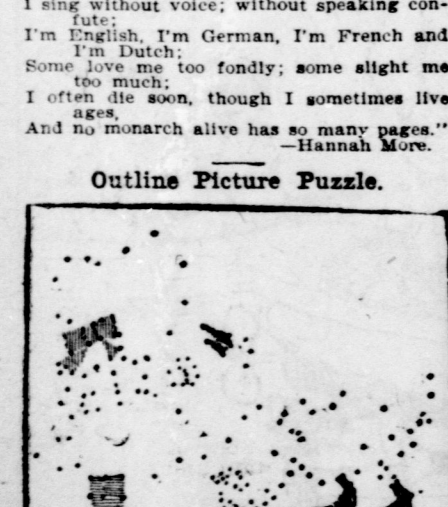 I sing without voice; without speaking con-
fute;
I'm English, I'm German, I'm French and
I'm Dutch;
Some love me too fondly; some slight me
too much;
I often die soon, though I sometimes live
ages,
And no monarch alive has so many pages."
—Hannah More.
Outline Picture Puzzle.